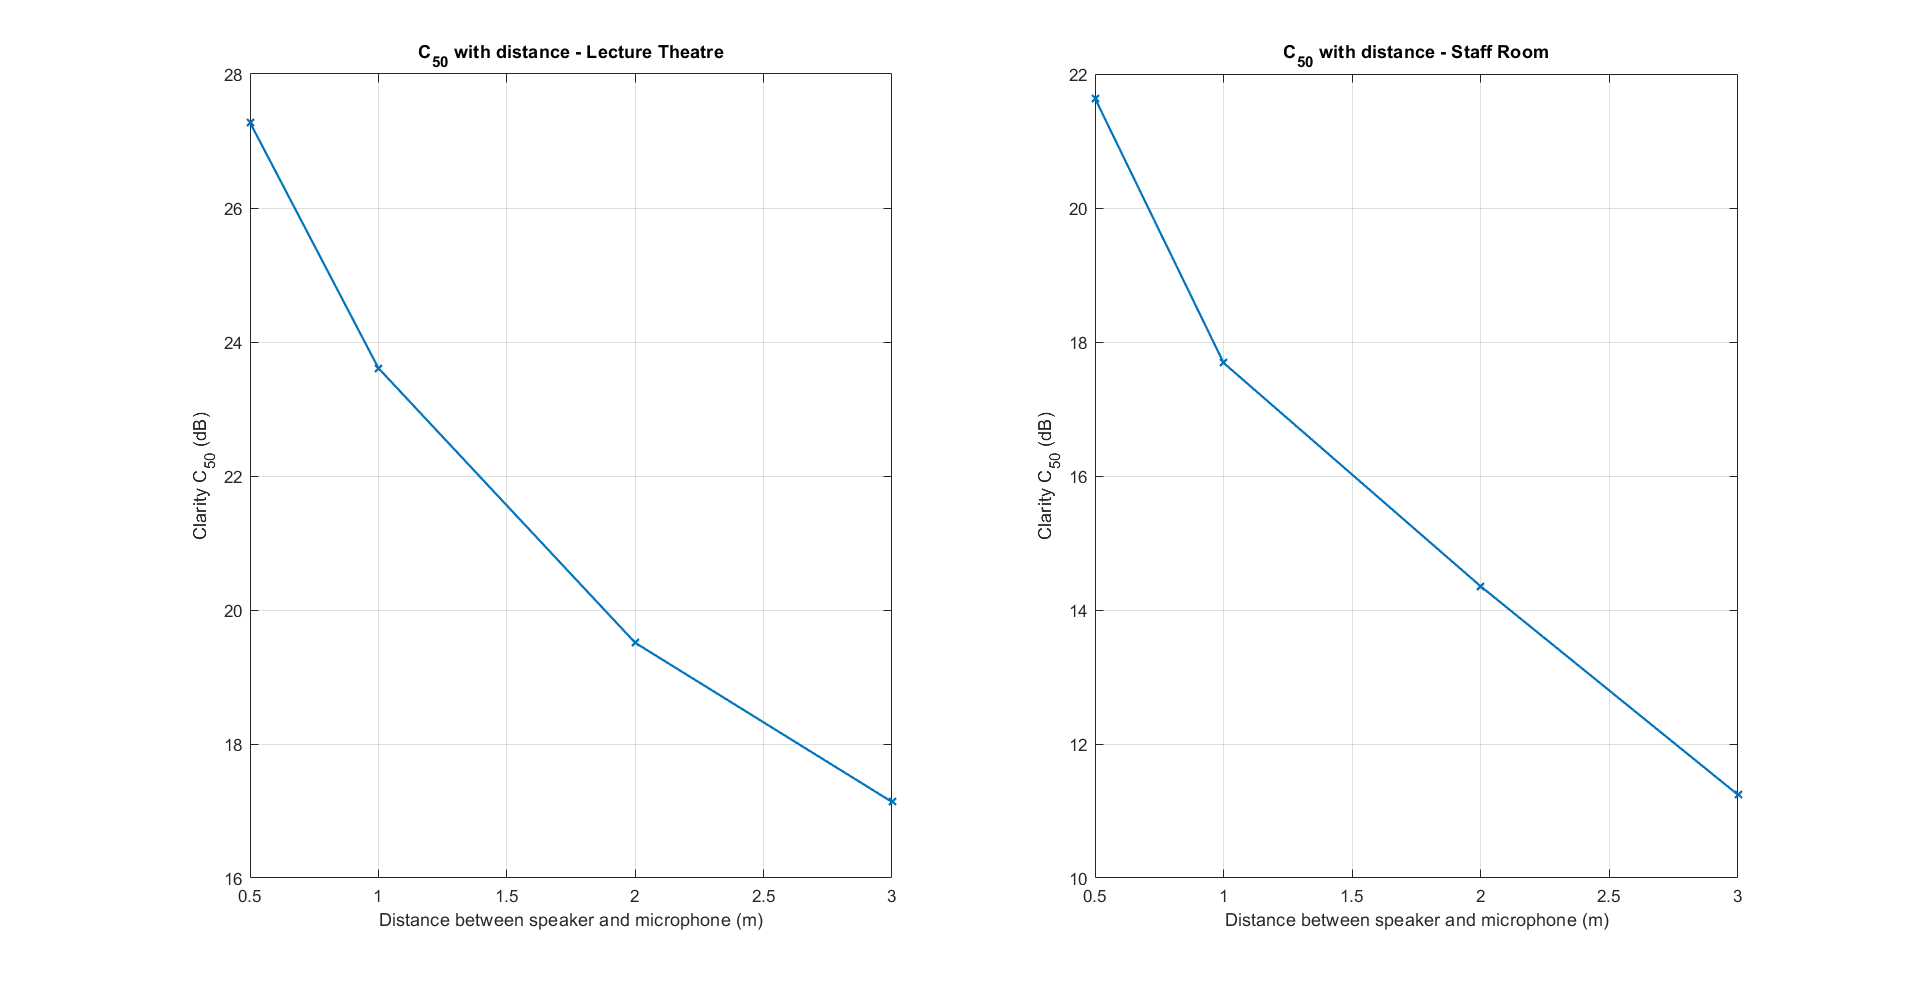 C50 with distance - Lecture Theatre
28
26
24
22
20
18
16
Clarity C50 (dB)
0.5 1 1.5 2 2.5 3
Distance between speaker and microphone (m)
C50 with distance - Staff Room
22
20
18
16
14
12
10
Clarity C50 (dB)
0.5 1 1.5 2 2.5 3
Distance between speaker and microphone (m)